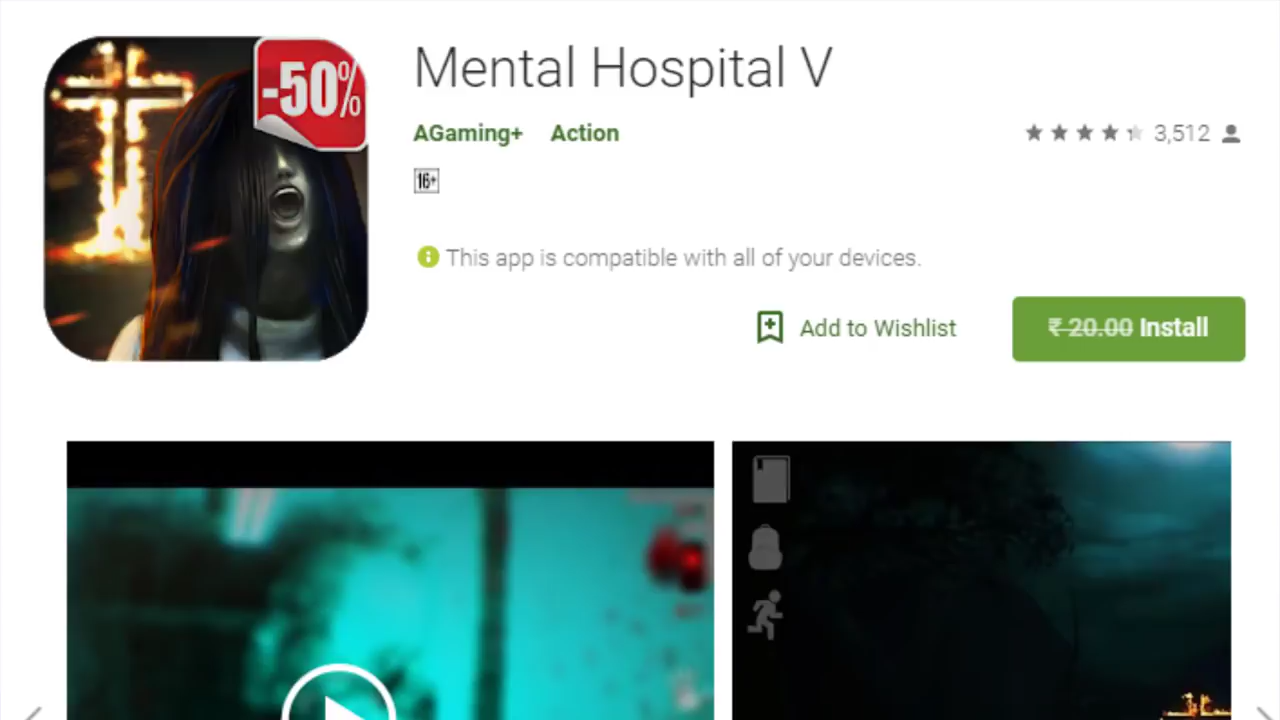 -50%
Mental Hospital V
AGaming+ Action
3,512
16+
This app is compatible with all of your devices.
Add to Wishlist
₹ 20.00 Install